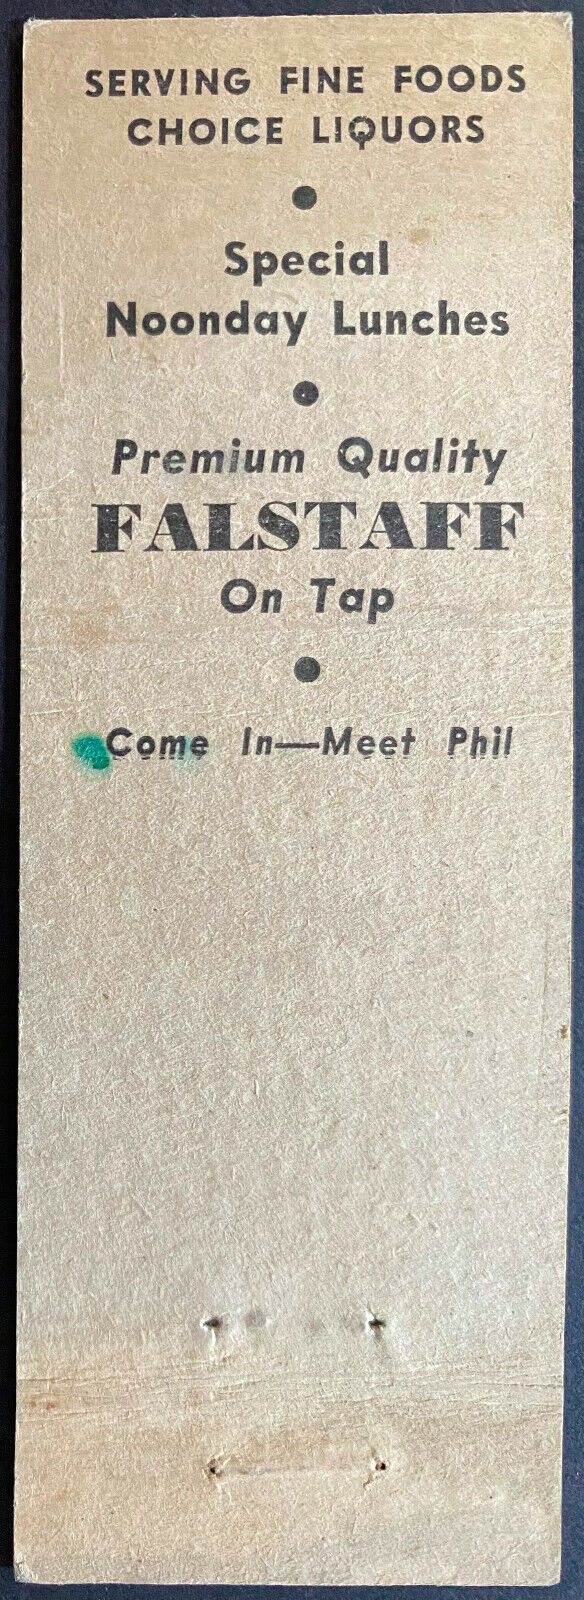 SERVING FINE FOODS
CHOICE LIQUORS
Special
Noonday Lunches
Premium Quality
FALSTAFF
On Tap
Come In—Meet Phil